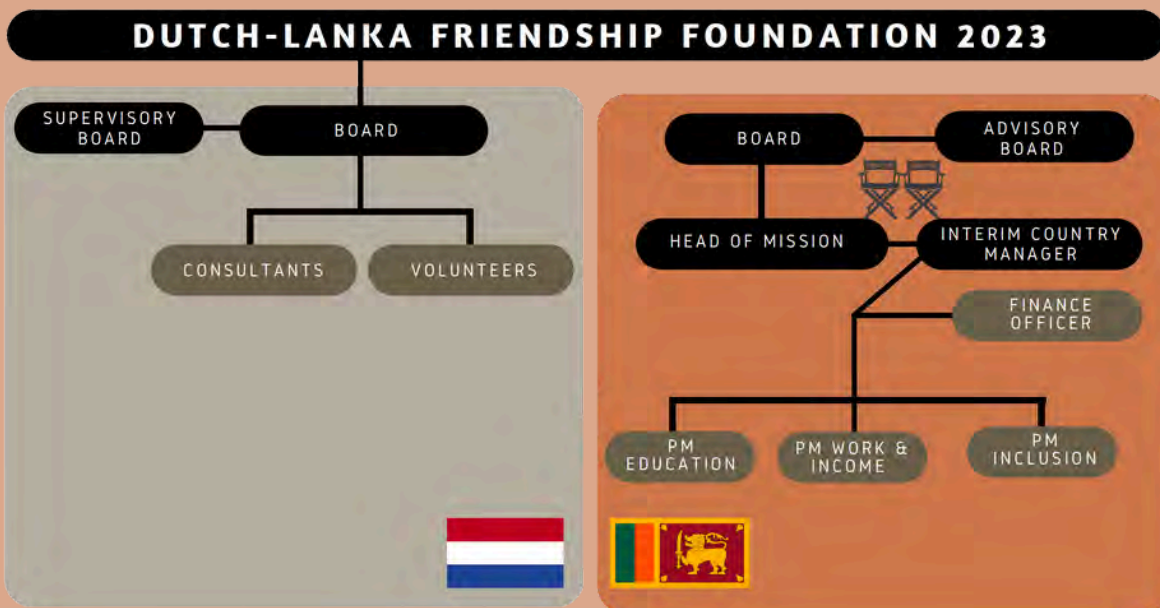 DUTCH-LANKA FRIENDSHIP FOUNDATION 2023
SUPERVISORY
BOARD
BOARD
CONSULTANTS
VOLUNTEERS
BOARD
ADVISORY
BOARD
HEAD OF MISSION
INTERIM COUNTRY
MANAGER
FINANCE
OFFICER
PM
EDUCATION
PM WORK &
INCOME
PM
INCLUSION